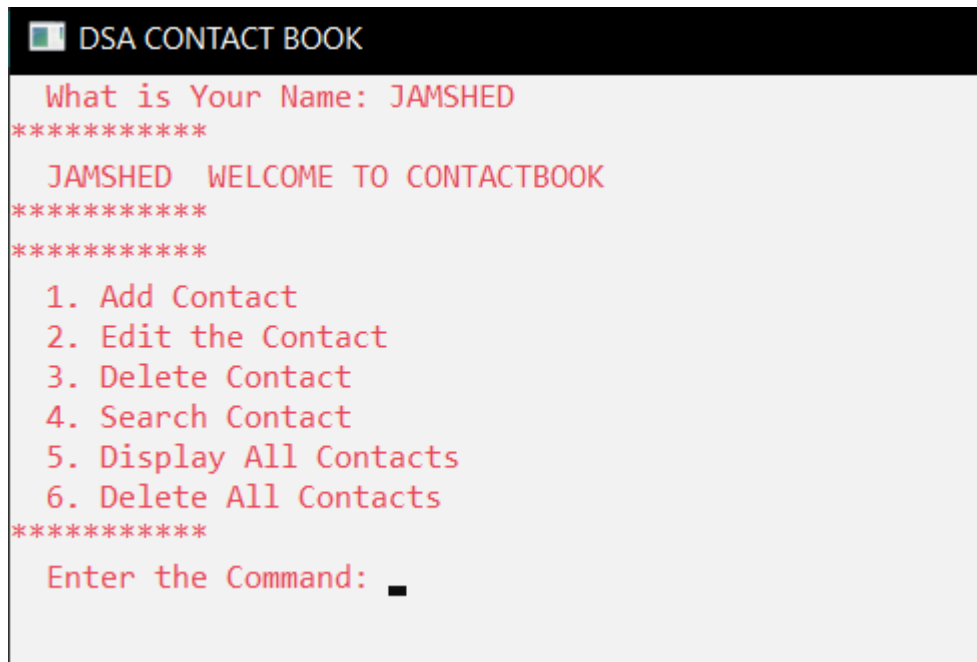 DSA CONTACT BOOK
What is Your Name: JAMSHED
***********
JAMSHED  WELCOME TO CONTACTBOOK
***********
***********
1. Add Contact
2. Edit the Contact
3. Delete Contact
4. Search Contact
5. Display All Contacts
6. Delete All Contacts
***********
Enter the Command: